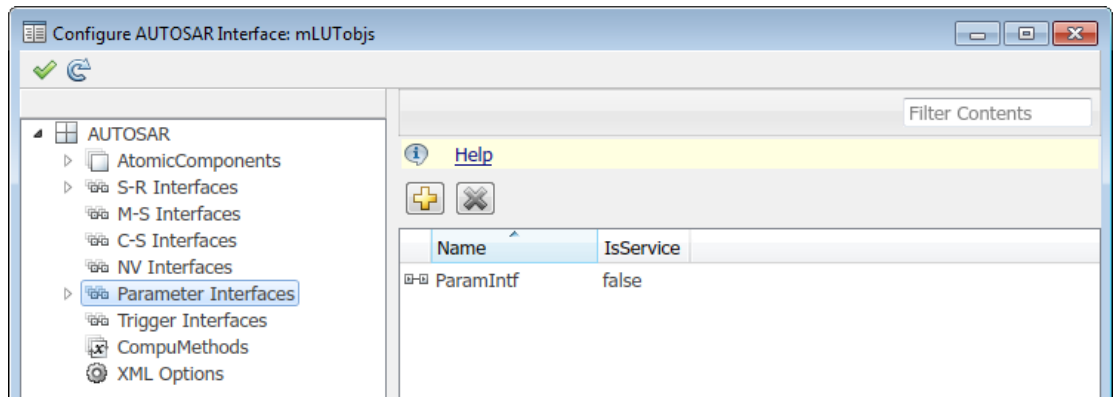 Configure AUTOSAR Interface: mLUTobjs
Filter Contents
AUTOSAR
AtomicComponents
S-R Interfaces
M-S Interfaces
C-S Interfaces
NV Interfaces
Parameter Interfaces
Trigger Interfaces
CompuMethods
XML Options
Help
Name IsService
ParamIntf false